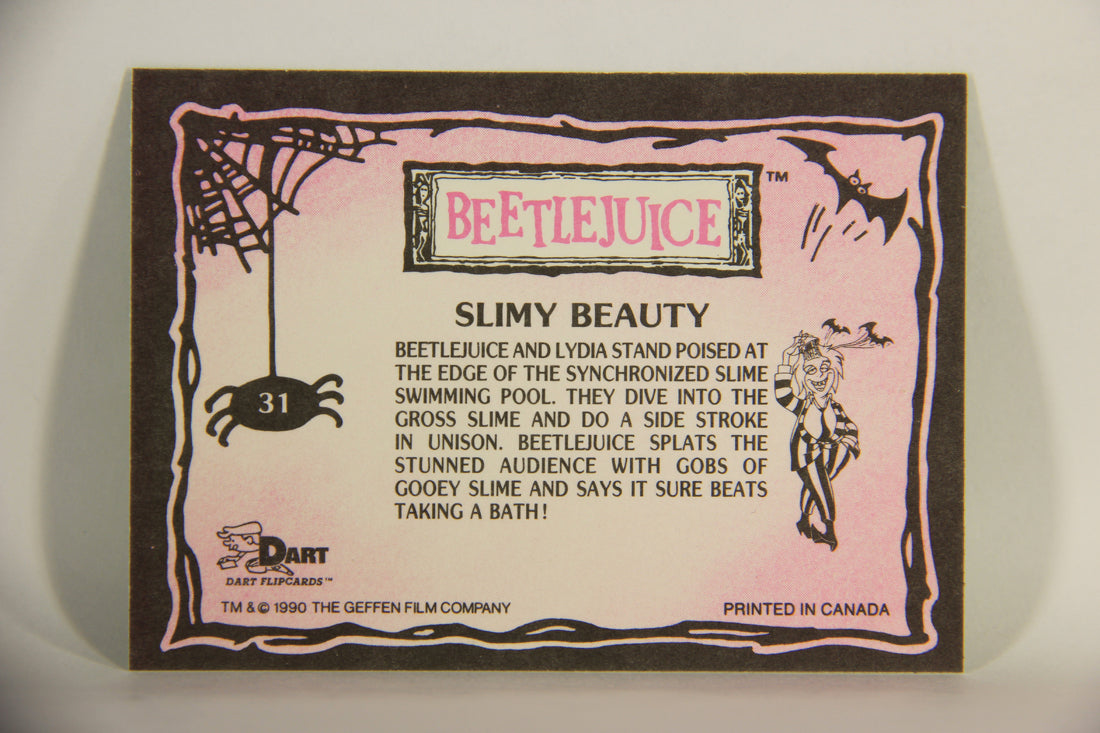 BEETLEJUICE ™
SLIMY BEAUTY
BEETLEJUICE AND LYDIA STAND POISED AT
THE EDGE OF THE SYNCHRONIZED SLIME
SWIMMING POOL. THEY DIVE INTO THE
GROSS SLIME AND DO A SIDE STROKE
IN UNISON. BEETLEJUICE SPLATS THE
STUNNED AUDIENCE WITH GOBS OF
GOOEY SLIME AND SAYS IT SURE BEATS
TAKING A BATH!
31
DART
DART FLIPCARDS™
TM & © 1990 THE GEFFEN FILM COMPANY
PRINTED IN CANADA